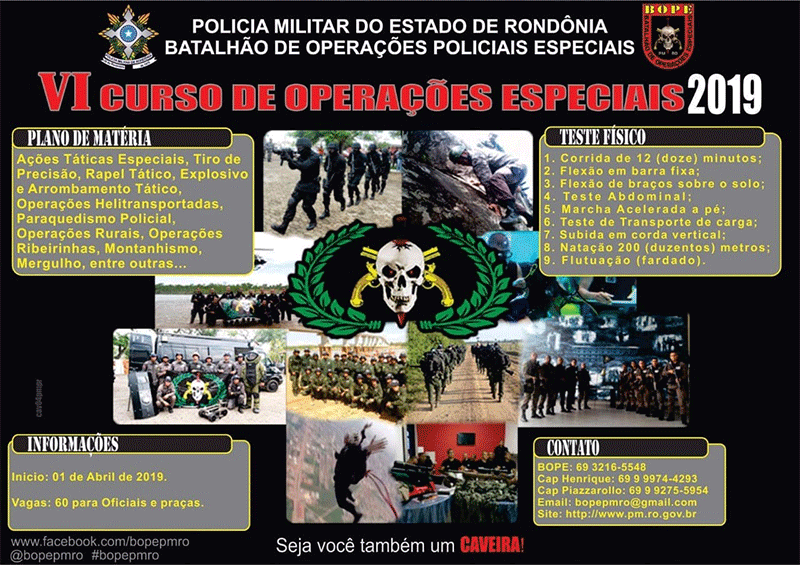 POLICIA MILITAR DO ESTADO DE RONDÔNIA
BATALHÃO DE OPERAÇÕES POLICIAIS ESPECIAIS
BOPE
BATALHÃO DE OPERAÇÕES ESPECIAIS
PM RO
VI CURSO DE OPERAÇÕES ESPECIAIS 2019
PLANO DE MATÉRIA
Ações Táticas Especiais, Tiro de
Precisão, Rapel Tático, Explosivo
e Arrombamento Tático,
Operações Helitransportadas,
Paraquedismo Policial,
Operações Rurais, Operações
Ribeirinhas, Montanhismo,
Mergulho, entre outras...
TESTE FÍSICO
1. Corrida de 12 (doze) minutos;
2. Flexão em barra fixa;
3. Flexão de braços sobre o solo;
4. Teste Abdominal;
5. Marcha Acelerada a pé;
6. Teste de Transporte de carga;
7. Subida em corda vertical;
8. Natação 200 (duzentos) metros;
9. Flutuação (fardado).
INFORMAÇÕES
Inicio: 01 de Abril de 2019.
Vagas: 60 para Oficiais e praças.
CONTATO
BOPE: 69 3216-5548
Cap Henrique: 69 9 9974-4293
Cap Piazzarollo: 69 9 9275-5954
Email: bopepmro@gmail.com
Site: http://www.pm.ro.gov.br
www.facebook.com/bopepmro
@bopepmro #bopepmro
Seja você também um CAVEIRA!